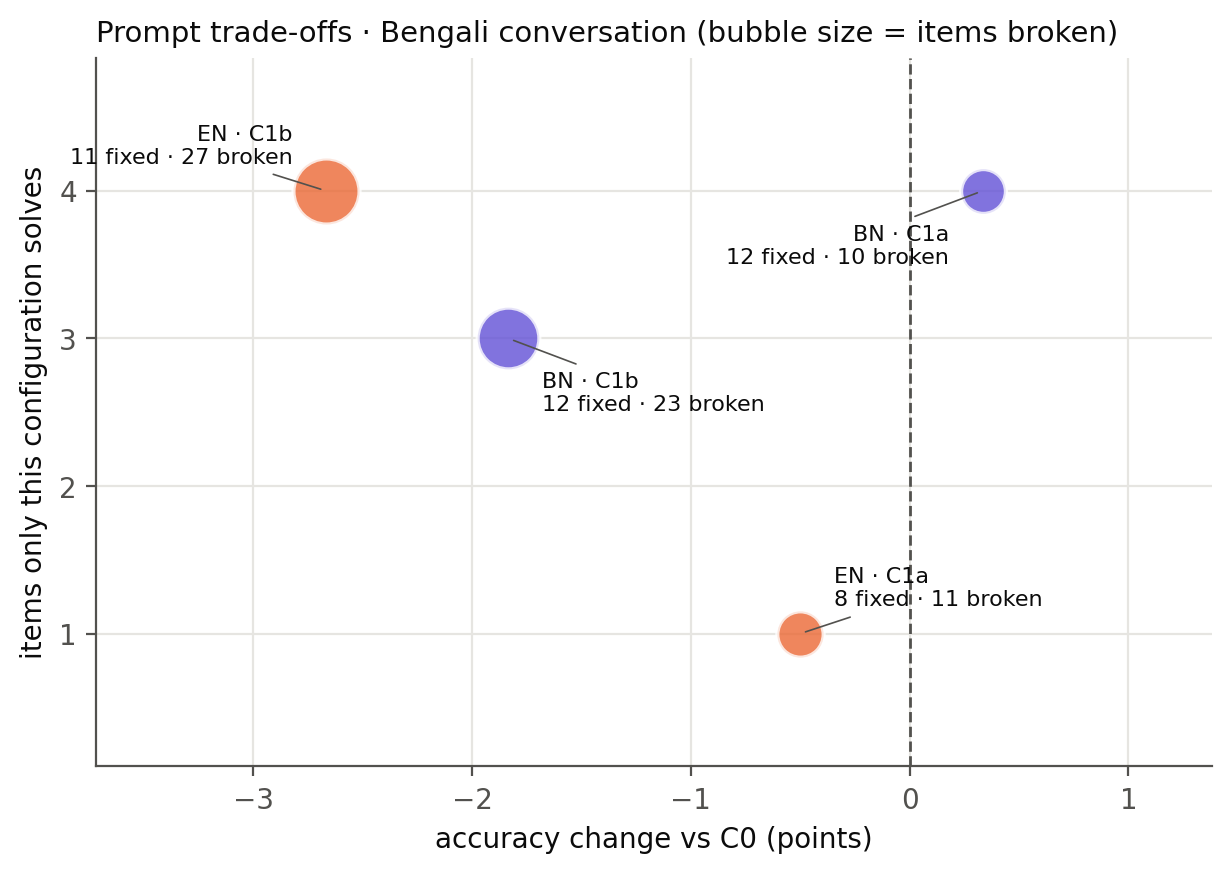 Prompt trade-offs · Bengali conversation (bubble size = items broken)
EN · C1b
11 fixed · 27 broken
BN · C1a
12 fixed · 10 broken
BN · C1b
12 fixed · 23 broken
EN · C1a
8 fixed · 11 broken
items only this configuration solves
4
3
2
1
−3
−2
−1
0
1
accuracy change vs C0 (points)